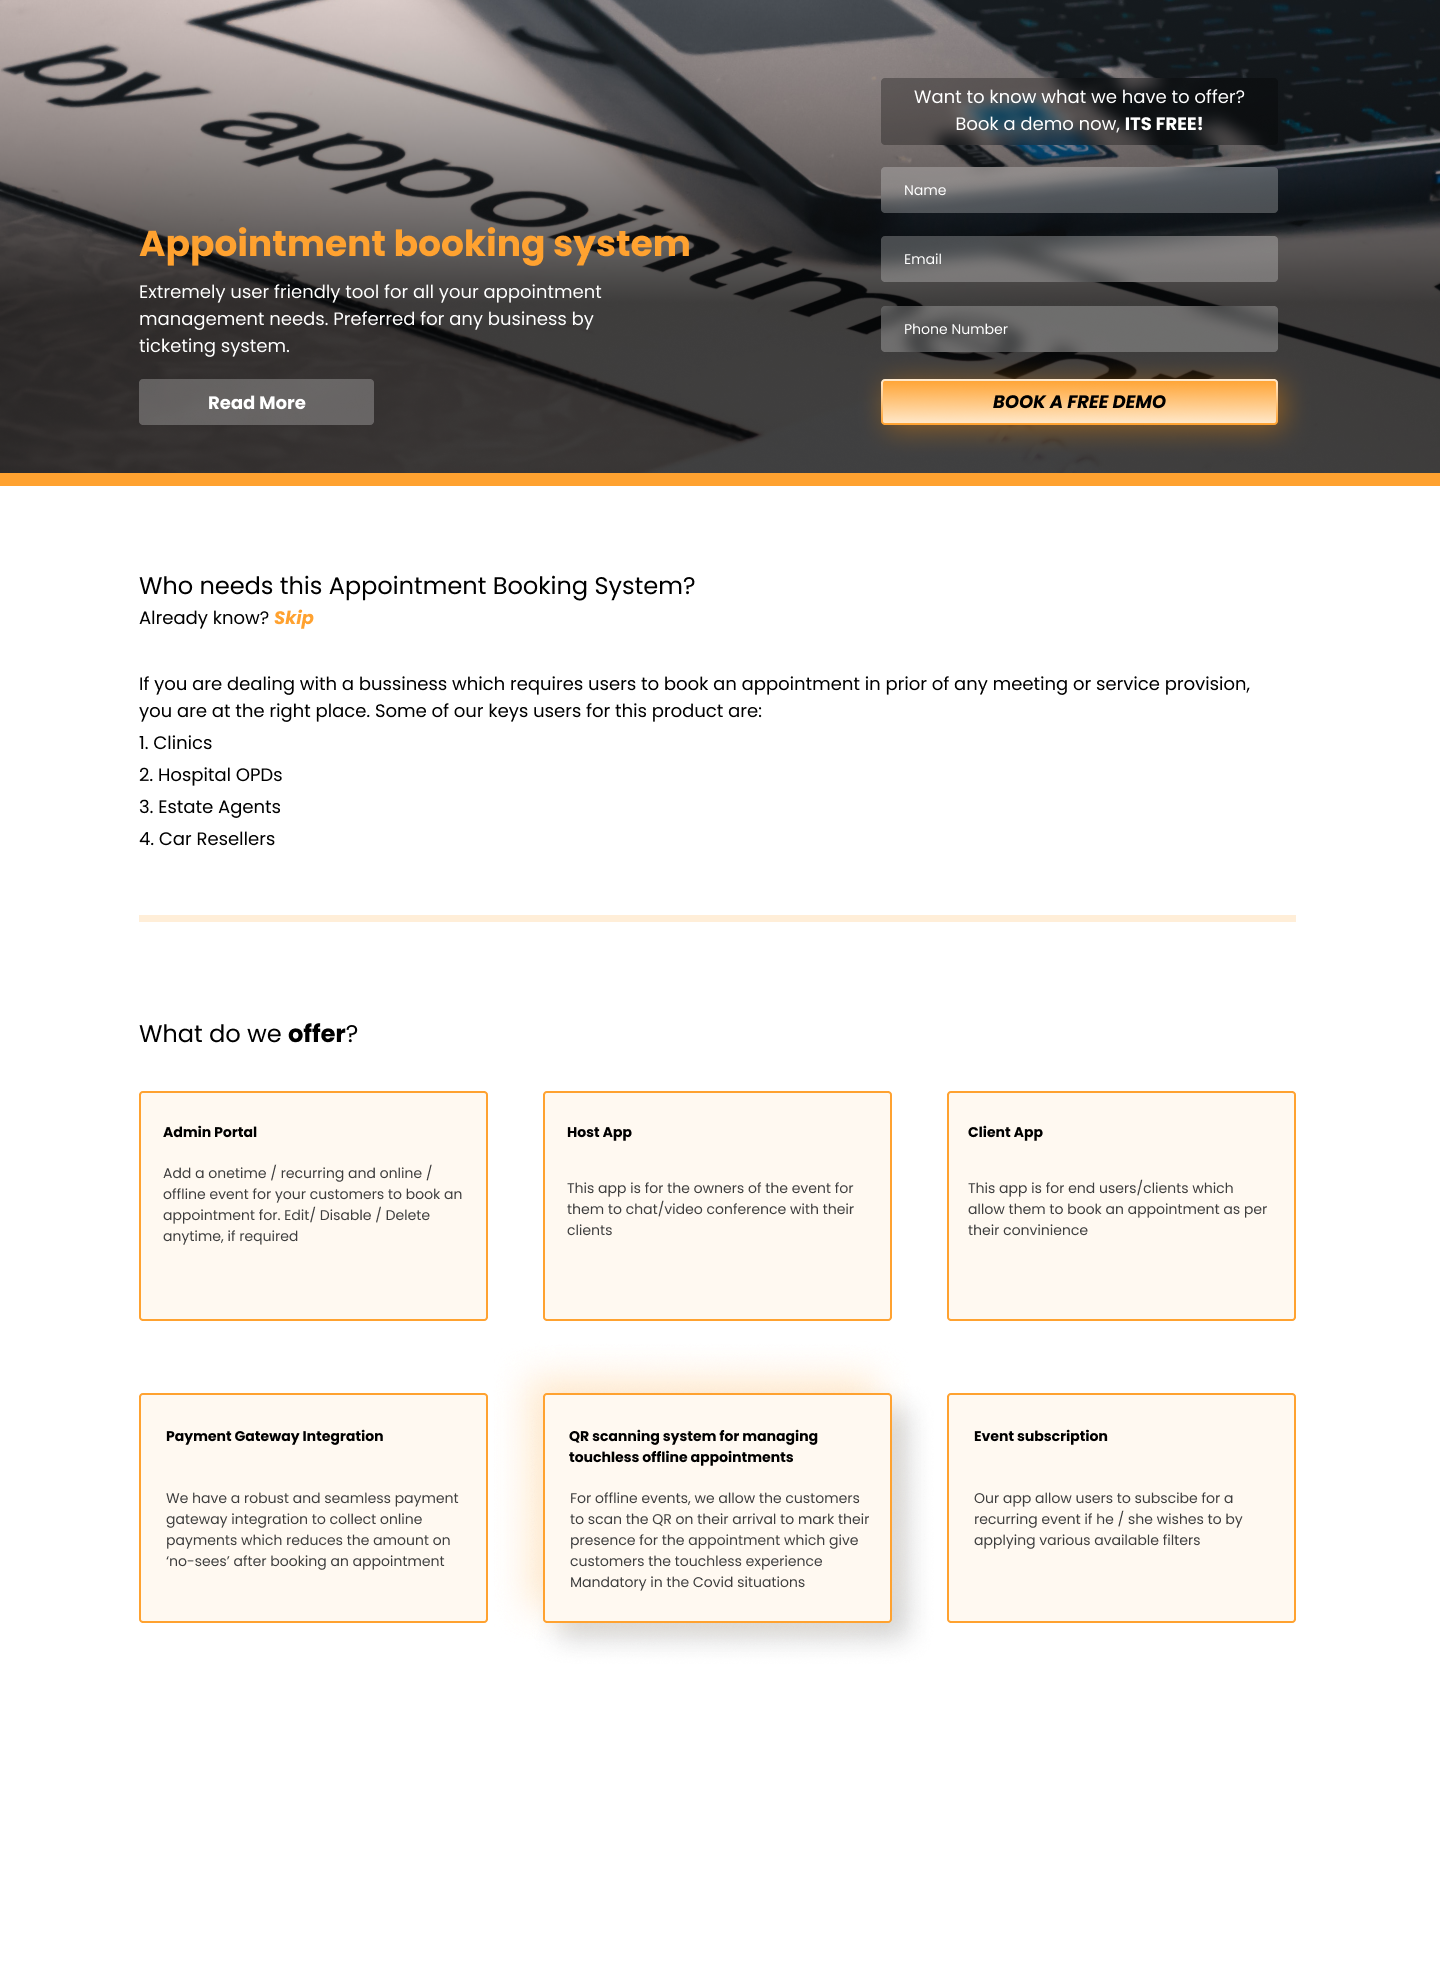 by appointment
Want to know what we have to offer?
Book a demo now, ITS FREE!
Name
Email
Phone Number
BOOK A FREE DEMO
Appointment booking system
Extremely user friendly tool for all your appointment
management needs. Preferred for any business by
ticketing system.
Read More
Who needs this Appointment Booking System?
Already know? Skip
If you are dealing with a bussiness which requires users to book an appointment in prior of any meeting or service provision,
you are at the right place. Some of our keys users for this product are:
1. Clinics
2. Hospital OPDs
3. Estate Agents
4. Car Resellers
What do we offer?
Admin Portal
Add a onetime / recurring and online /
offline event for your customers to book an
appointment for. Edit/ Disable / Delete
anytime, if required
Host App
This app is for the owners of the event for
them to chat/video conference with their
clients
Client App
This app is for end users/clients which
allow them to book an appointment as per
their convinience
Payment Gateway Integration
We have a robust and seamless payment
gateway integration to collect online
payments which reduces the amount on
‘no-sees’ after booking an appointment
QR scanning system for managing
touchless offline appointments
For offline events, we allow the customers
to scan the QR on their arrival to mark their
presence for the appointment which give
customers the touchless experience
Mandatory in the Covid situations
Event subscription
Our app allow users to subscibe for a
recurring event if he / she wishes to by
applying various available filters